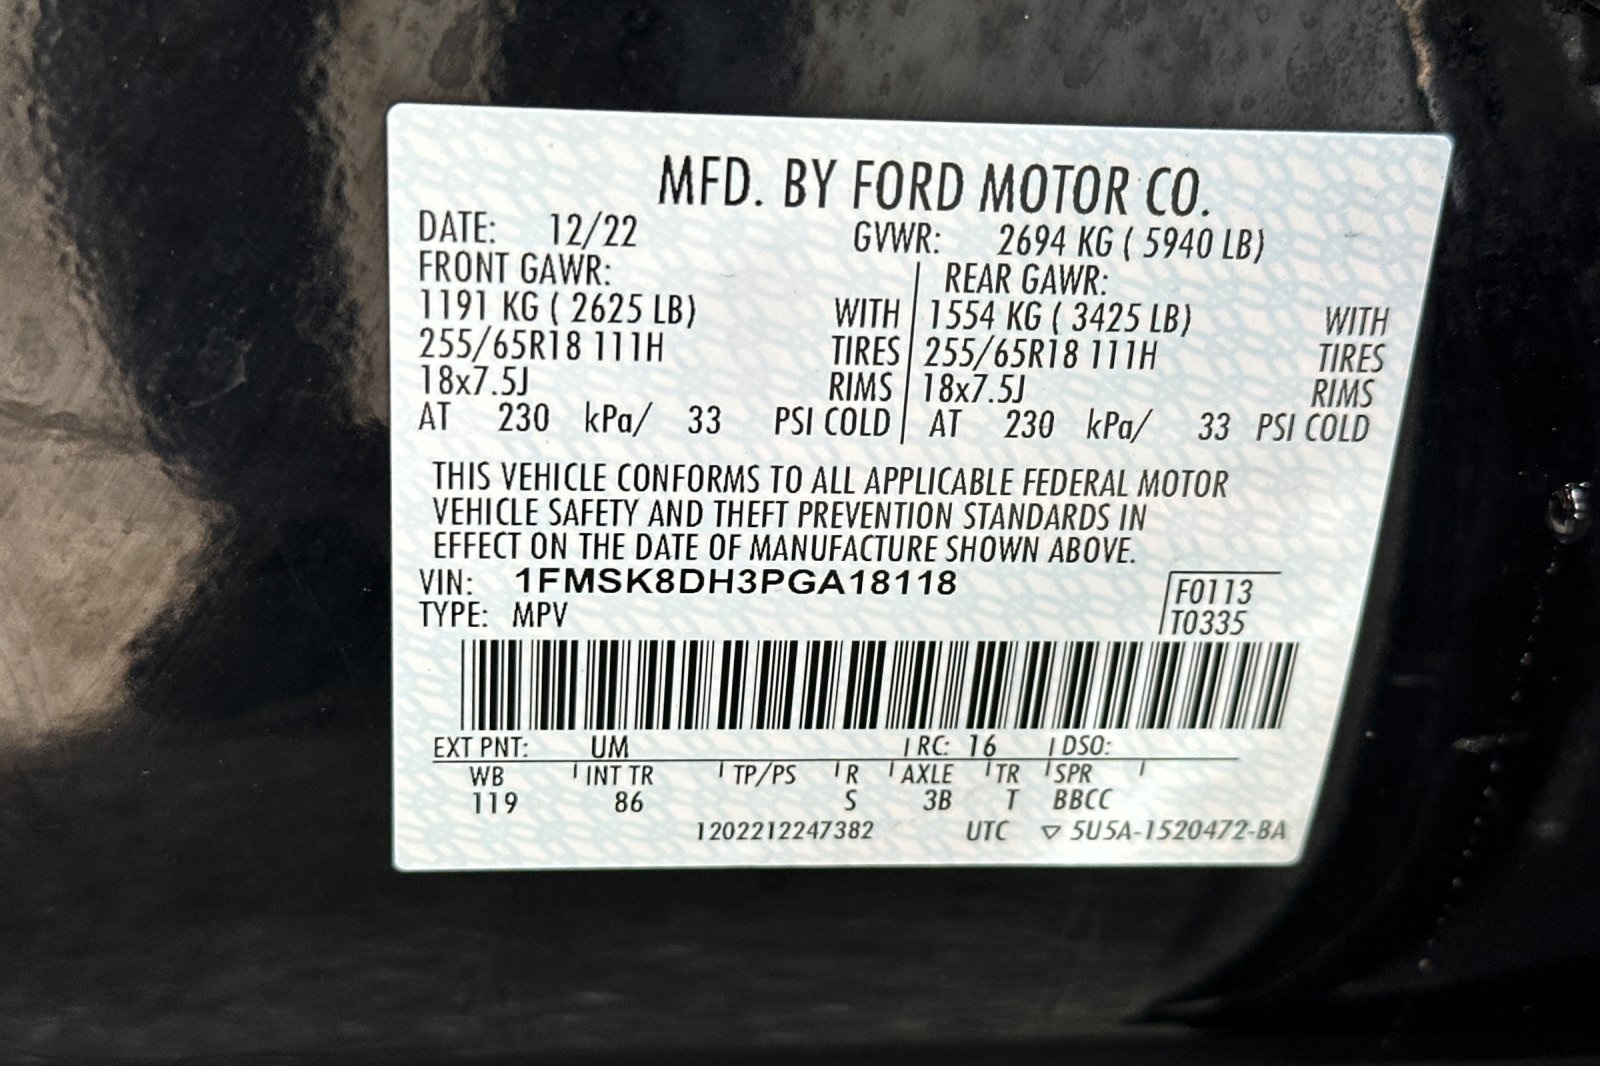 MFD. BY FORD MOTOR CO.
DATE: 12/22 GVWR: 2694 KG ( 5940 LB)
FRONT GAWR: REAR GAWR:
1191 KG ( 2625 LB) WITH 1554 KG ( 3425 LB) WITH
255/65R18 111H TIRES 255/65R18 111H TIRES
18x7.5J RIMS 18x7.5J RIMS
AT 230 kPa/ 33 PSI COLD AT 230 kPa/ 33 PSI COLD
THIS VEHICLE CONFORMS TO ALL APPLICABLE FEDERAL MOTOR
VEHICLE SAFETY AND THEFT PREVENTION STANDARDS IN
EFFECT ON THE DATE OF MANUFACTURE SHOWN ABOVE.
VIN: 1FMSK8DH3PGA18118 F0113
TYPE: MPV T0335
EXT PNT: UM RC: 16 DSO:
WB INT TR TP/PS R AXLE TR SPR
119 86 S 3B T BBCC
1202212247382 UTC ▽ 5U5A-1520472-BA